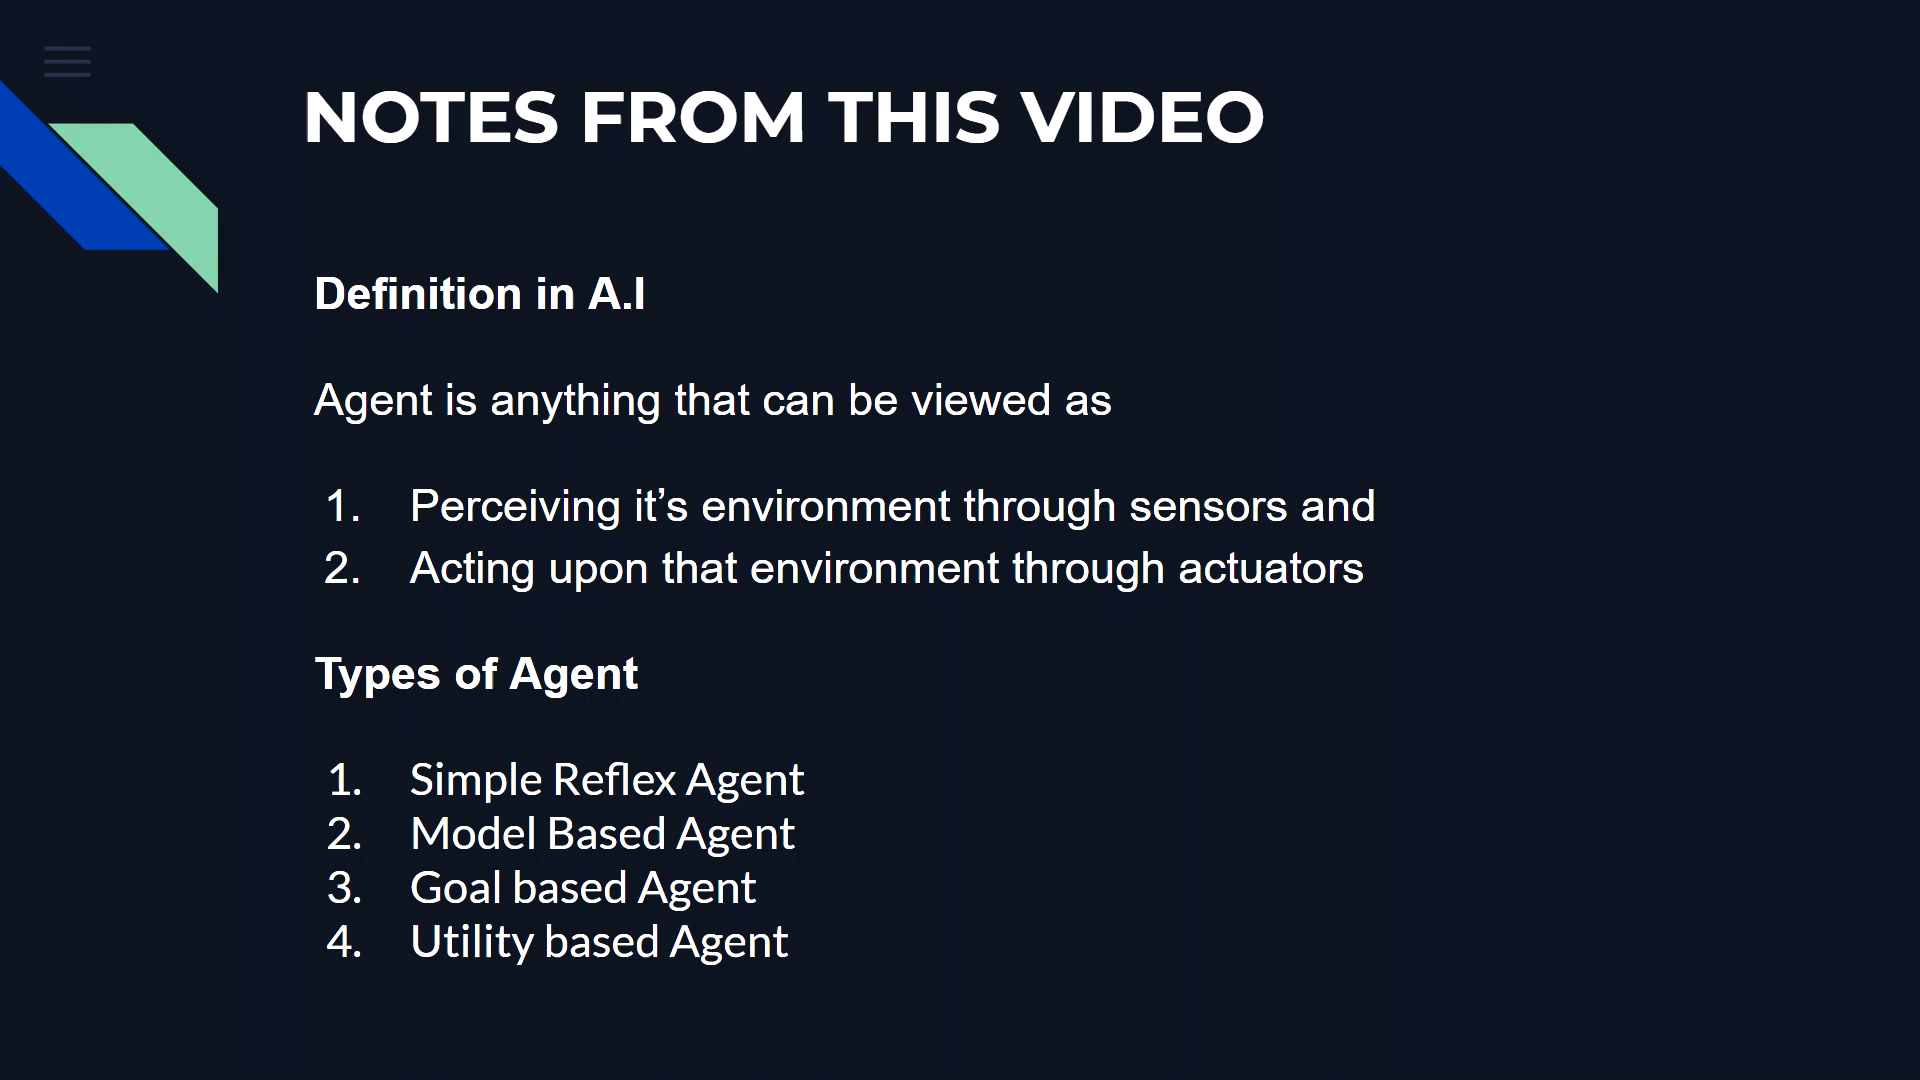 NOTES FROM THIS VIDEO
Definition in A.I
Agent is anything that can be viewed as
1. Perceiving it’s environment through sensors and
2. Acting upon that environment through actuators
Types of Agent
1. Simple Reflex Agent
2. Model Based Agent
3. Goal based Agent
4. Utility based Agent